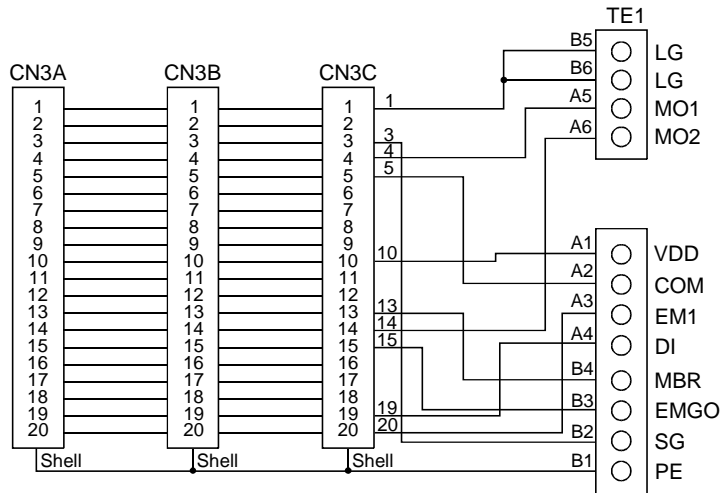 TE1
B5 LG
B6 LG
A5 MO1
A6 MO2
CN3A CN3B CN3C
1 1 1 1
2 2 2
3 3 3 3
4 4 4 4
5 5 5 5
6 6 6
7 7 7
8 8 8
9 9 9
10 10 10 10
11 11 11
12 12 12
13 13 13 13
14 14 14 14
15 15 15 15
16 16 16
17 17 17
18 18 18
19 19 19 19
20 20 20 20
Shell Shell Shell
A1 VDD
A2 COM
A3 EM1
A4 DI
B4 MBR
B3 EMGO
B2 SG
B1 PE